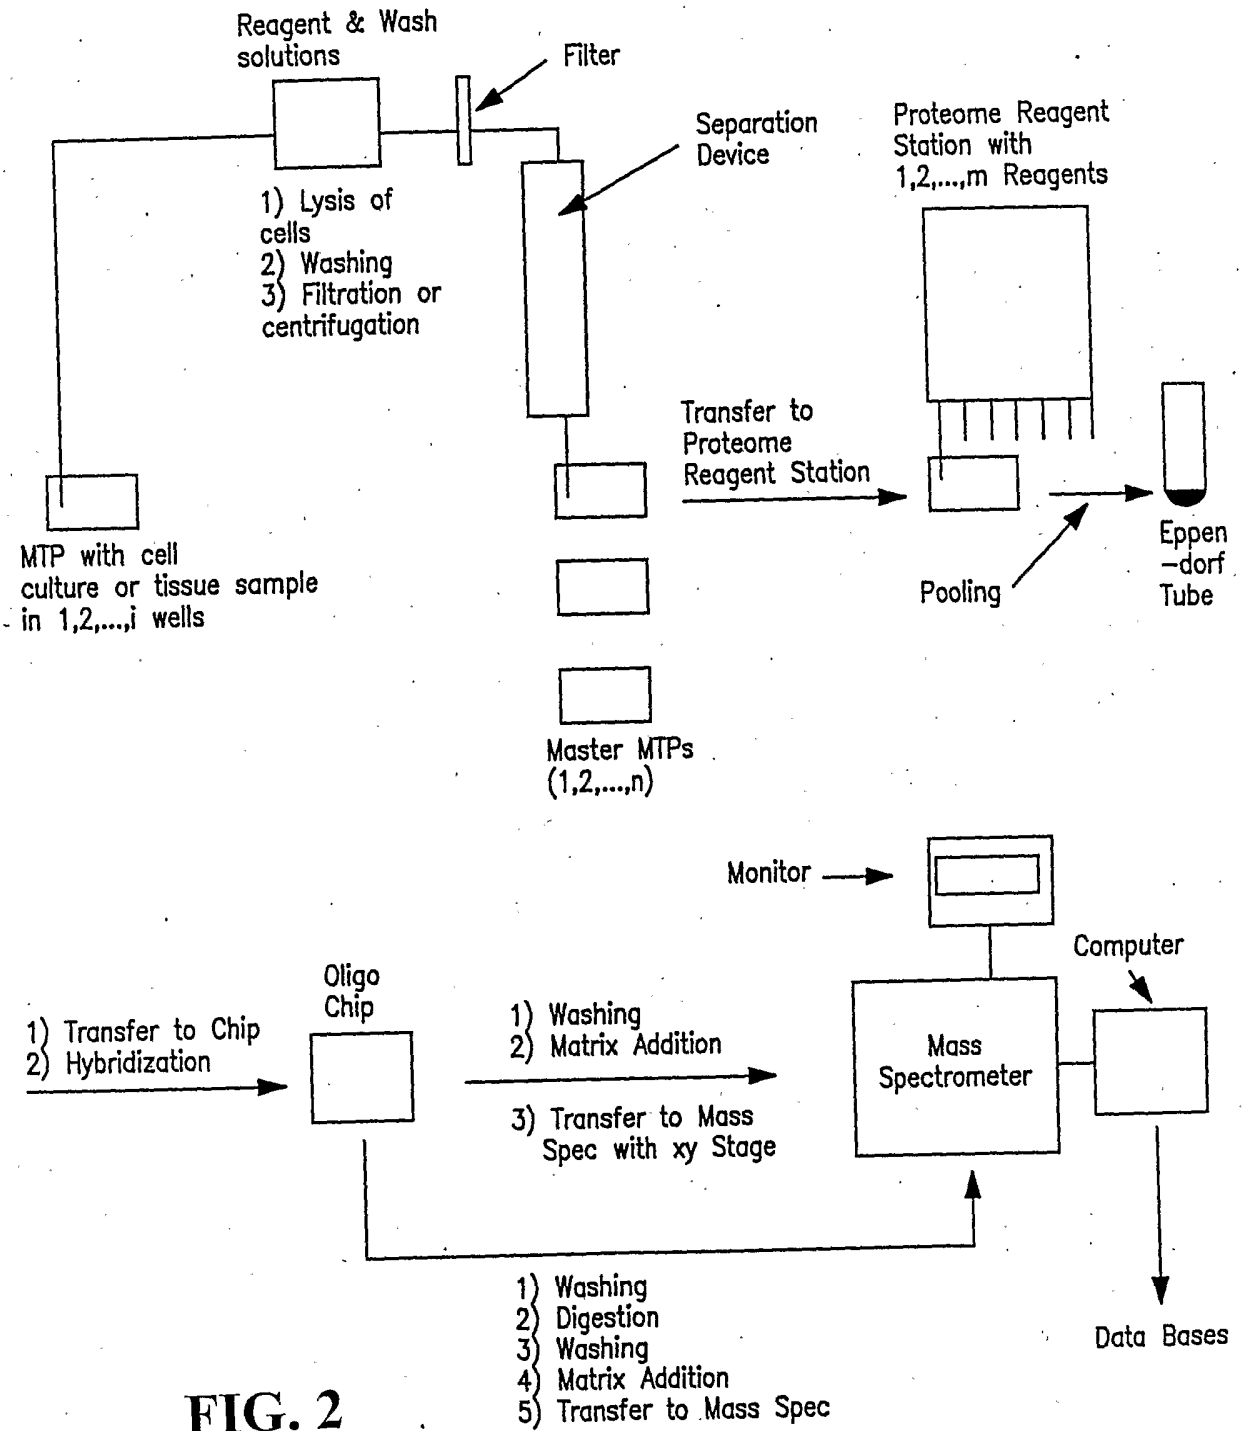 Reagent & Wash
solutions
Filter
Separation
Device
Proteome Reagent
Station with
1,2,...,m Reagents
1) Lysis of
cells
2) Washing
3) Filtration or
centrifugation
Transfer to
Proteome
Reagent Station
MTP with cell
culture or tissue sample
in 1,2,...,i wells
Pooling
Eppen
-dorf
Tube
Master MTPs
(1,2,...,n)
Monitor
Computer
Oligo
Chip
1) Transfer to Chip
2) Hybridization
1) Washing
2) Matrix Addition
3) Transfer to Mass
Spec with xy Stage
Mass
Spectrometer
1) Washing
2) Digestion
3) Washing
4) Matrix Addition
5) Transfer to Mass Spec
Data Bases
FIG. 2